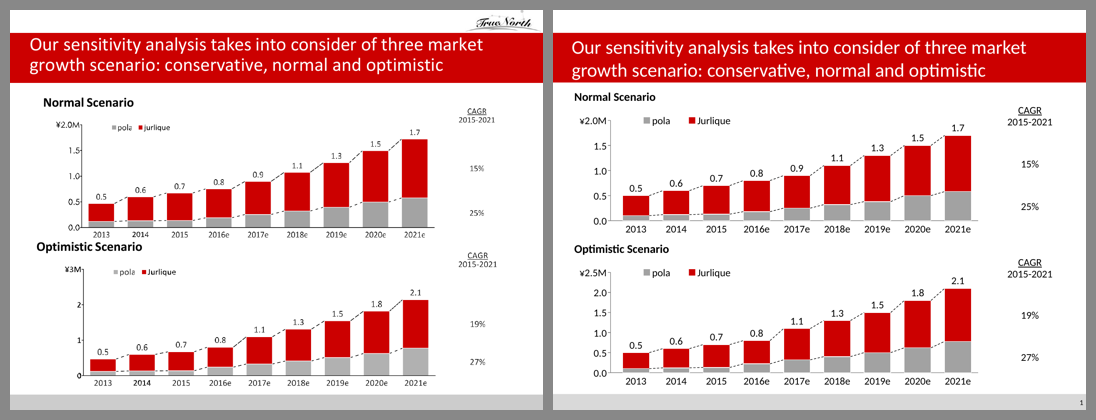 True North
Our sensitivity analysis takes into consider of three market
growth scenario: conservative, normal and optimistic
Normal Scenario
CAGR
2015-2021
¥2.0M
pola
Jurlique
1.5
1.0
0.5
0.0
0.5
0.6
0.7
0.8
0.9
1.1
1.3
1.5
1.7
15%
25%
2013
2014
2015
2016e
2017e
2018e
2019e
2020e
2021e
Optimistic Scenario
CAGR
2015-2021
¥3M
pola
Jurlique
2
1
0
0.5
0.6
0.7
0.8
1.1
1.3
1.5
1.8
2.1
19%
27%
2013
2014
2015
2016e
2017e
2018e
2019e
2020e
2021e
Our sensitivity analysis takes into consider of three market
growth scenario: conservative, normal and optimistic
Normal Scenario
CAGR
2015-2021
¥2.0M
pola
Jurlique
1.5
1.0
0.5
0.0
0.5
0.6
0.7
0.8
0.9
1.1
1.3
1.5
1.7
15%
25%
2013
2014
2015
2016e
2017e
2018e
2019e
2020e
2021e
Optimistic Scenario
CAGR
2015-2021
¥2.5M
pola
Jurlique
2.0
1.5
1.0
0.5
0.0
0.5
0.6
0.7
0.8
1.1
1.3
1.5
1.8
2.1
19%
27%
2013
2014
2015
2016e
2017e
2018e
2019e
2020e
2021e
1